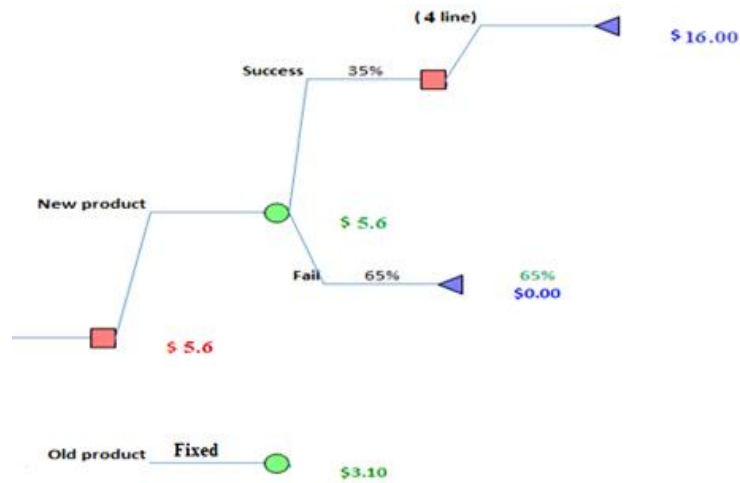 ( 4 line)
$ 16.00
Success 35%
New product
$ 5.6
Fail 65% 65%
$0.00
$ 5.6
Old product Fixed
$3.10